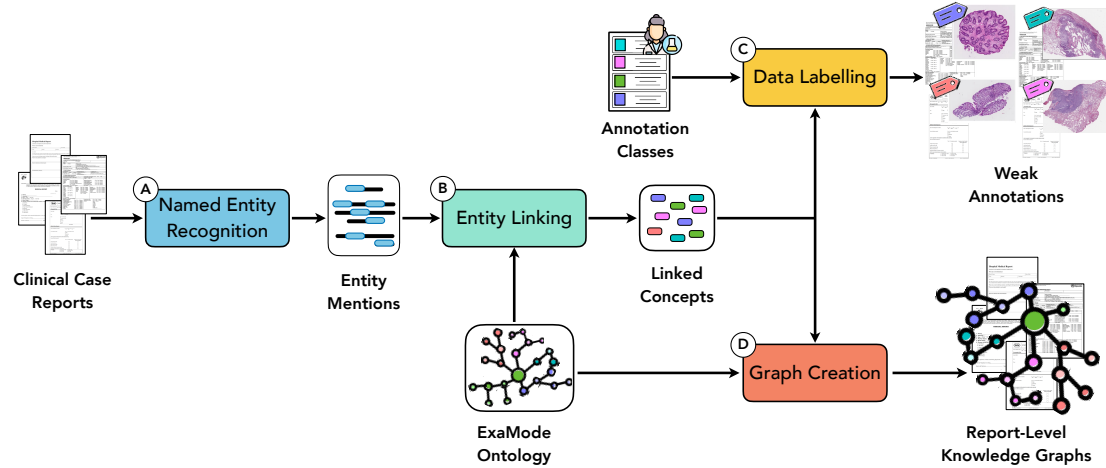 C
Data Labelling
Annotation
Classes
Weak
Annotations
A
Named Entity
Recognition
B
Entity Linking
Clinical Case
Reports
Entity
Mentions
Linked
Concepts
D
Graph Creation
ExaMode
Ontology
Report-Level
Knowledge Graphs